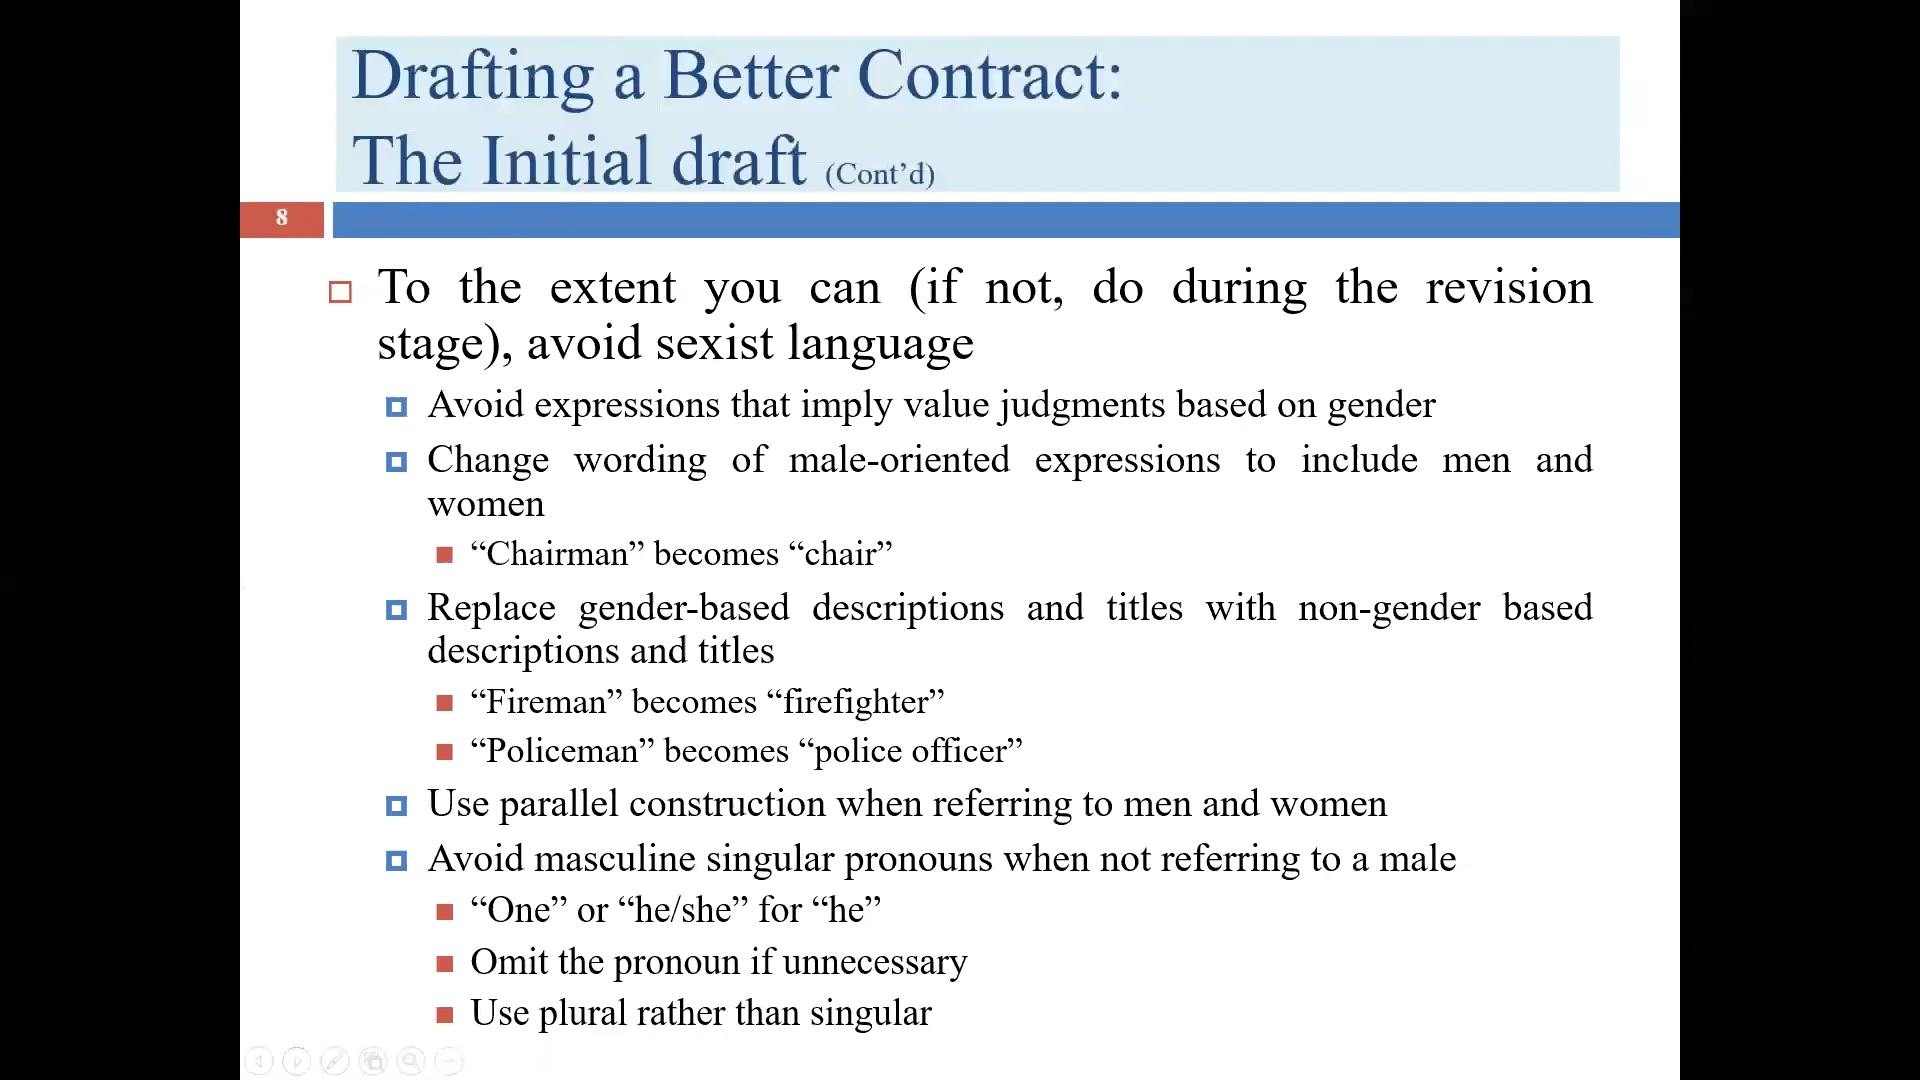 Drafting a Better Contract:
The Initial draft (Cont’d)
8
To the extent you can (if not, do during the revision
stage), avoid sexist language
Avoid expressions that imply value judgments based on gender
Change wording of male-oriented expressions to include men and
women
“Chairman” becomes “chair”
Replace gender-based descriptions and titles with non-gender based
descriptions and titles
“Fireman” becomes “firefighter”
“Policeman” becomes “police officer”
Use parallel construction when referring to men and women
Avoid masculine singular pronouns when not referring to a male
“One” or “he/she” for “he”
Omit the pronoun if unnecessary
Use plural rather than singular